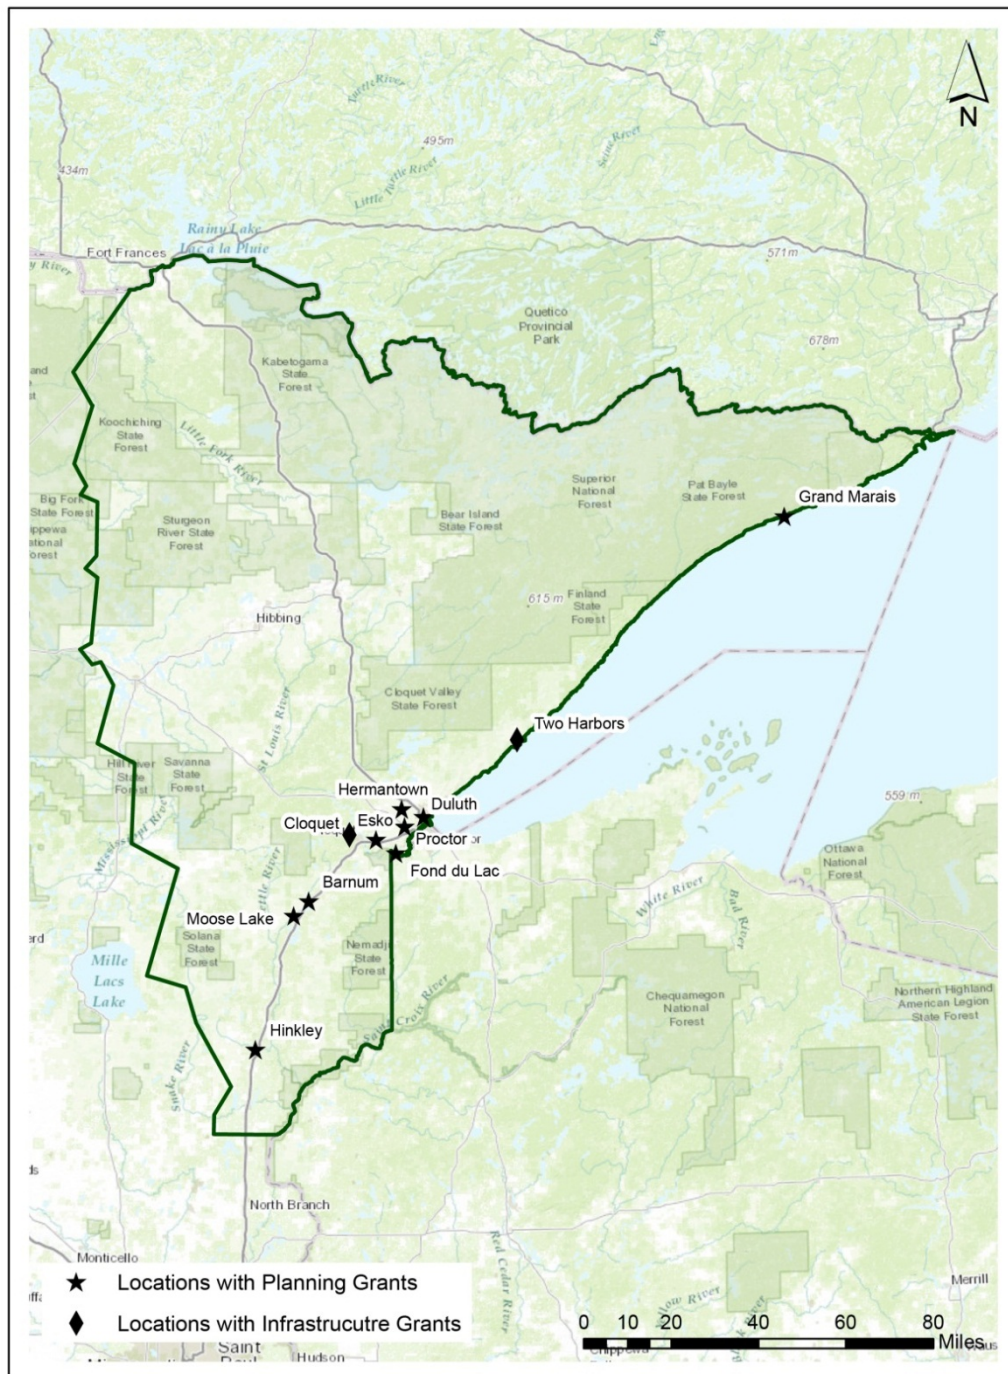 Turtle River
Seine River
495m
434m
Little Turtle River
N
Rainy Lake
Lac à la Pluie
Fort Frances
River
571m
Quetico
Provincial
Park
678m
Kabetogama
State
Forest
Koochiching
State
Forest
Little Fork River
Superior
National
Forest
Pat Bayle
State Forest
Grand Marais
Big Fork
State Forest
Sturgeon
River State
Forest
Bear Island
State Forest
615 m
Finland
State
Forest
Hibbing
Cloquet Valley
State Forest
Two Harbors
St Louis River
Hill River
State
Forest
Savanna
State
Forest
559 m
Mississippi River
Hermantown
Duluth
Cloquet
Esko
Proctor
Fond du Lac
Ottawa
National
Forest
Barnum
Moose Lake
White River
Bad River
Solana
State
Forest
Nemadji
State
Forest
Mille
Lacs
Lake
Chequamegon
National
Forest
Northern Highland
American Legion
State Forest
Hinkley
Saint Croix River
Snake River
North Branch
Red Cedar River
Monticello
Merrill
Locations with Planning Grants
Locations with Infrastrucutre Grants
0 10 20 40 60 80
Miles
Saint
Hudson